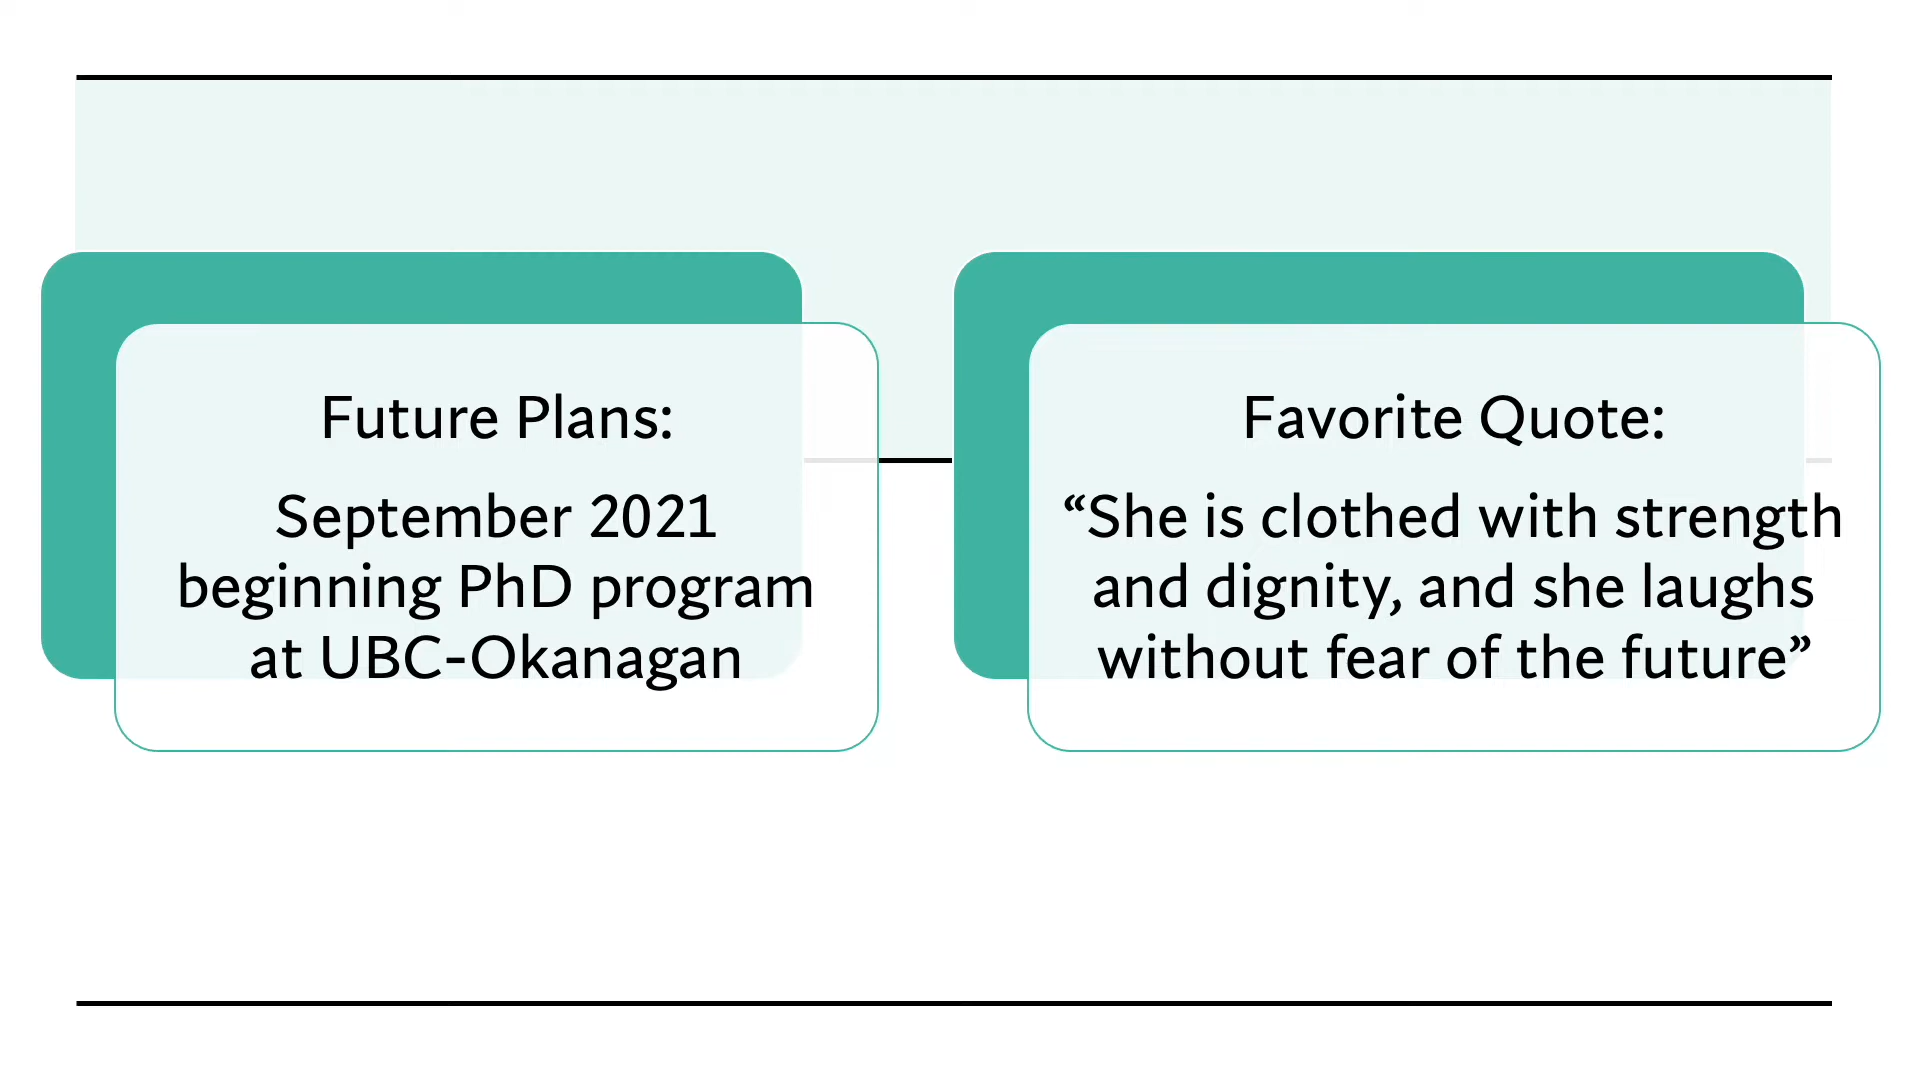 Future Plans:
September 2021
beginning PhD program
at UBC-Okanagan
Favorite Quote:
“She is clothed with strength
and dignity, and she laughs
without fear of the future”